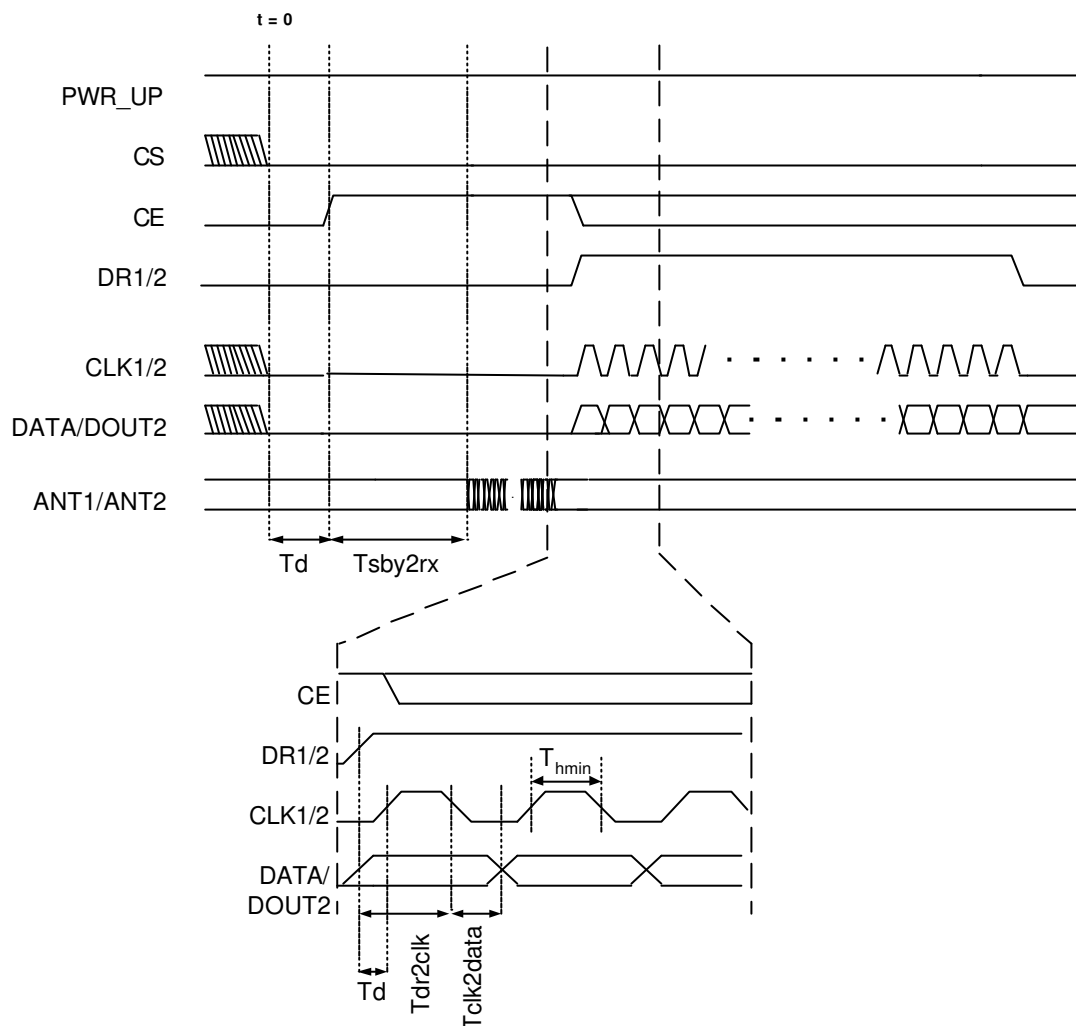 t = 0
PWR_UP
CS
CE
DR1/2
CLK1/2
DATA/DOUT2
ANT1/ANT2
Td
Tsby2rx
CE
DR1/2
Thmin
CLK1/2
DATA/
DOUT2
Td
Tdr2clk
Tclk2data